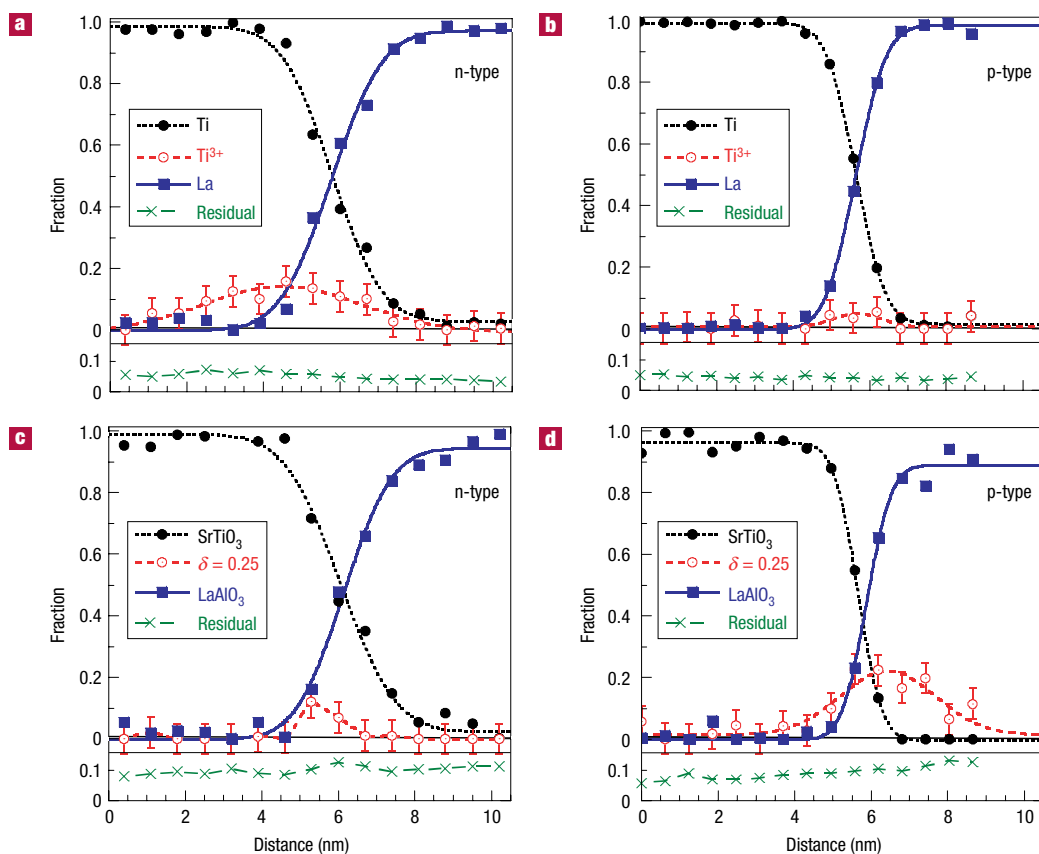 a
n-type
Ti
Ti3+
La
Residual
Fraction
1.0
0.8
0.6
0.4
0.2
0
0.1
0
b
p-type
Ti
Ti3+
La
Residual
Fraction
1.0
0.8
0.6
0.4
0.2
0
0.1
0
c
n-type
SrTiO3
δ = 0.25
LaAlO3
Residual
Fraction
1.0
0.8
0.6
0.4
0.2
0
0.1
0
0 2 4 6 8 10
Distance (nm)
d
p-type
SrTiO3
δ = 0.25
LaAlO3
Residual
Fraction
1.0
0.8
0.6
0.4
0.2
0
0.1
0
0 2 4 6 8 10
Distance (nm)